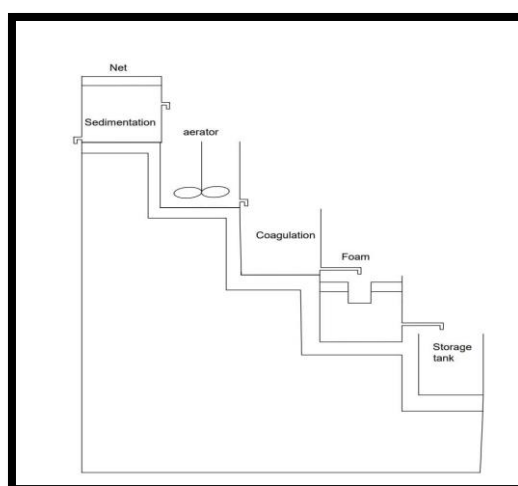 Net
Sedimentation
aerator
Coagulation
Foam
Storage
tank